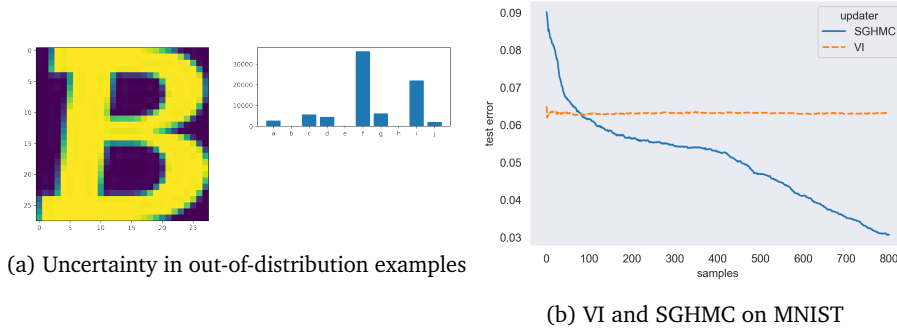 0
5
10
15
20
25
0 5 10 15 20 25
30000
20000
10000
0
a b c d e f g h i j
(a) Uncertainty in out-of-distribution examples
updater
SGHMC
VI
test error
0.09
0.08
0.07
0.06
0.05
0.04
0.03
0 100 200 300 400 500 600 700 800
samples
(b) VI and SGHMC on MNIST